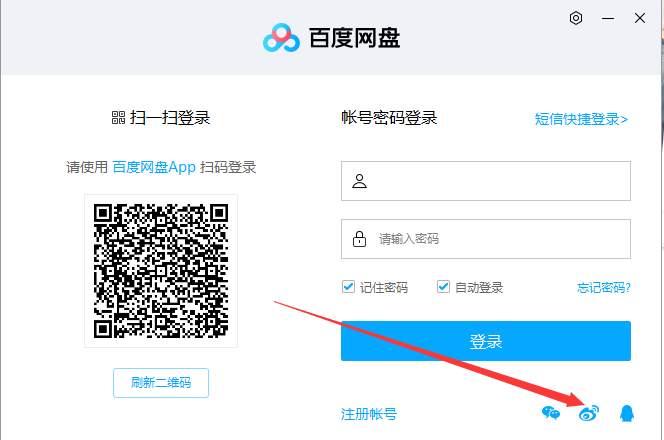 百度网盘
扫一扫登录
请使用 百度网盘App 扫码登录
刷新二维码
帐号密码登录
短信快捷登录>
请输入密码
记住密码
自动登录
忘记密码?
登录
注册帐号